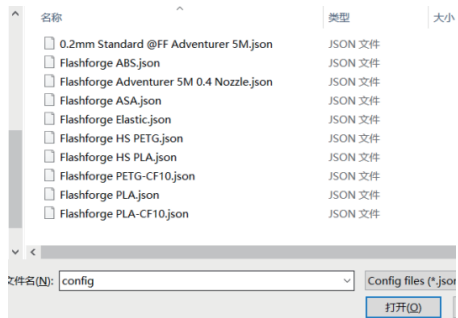 名称 类型 大小
0.2mm Standard @FF Adventurer 5M.json JSON 文件
Flashforge ABS.json JSON 文件
Flashforge Adventurer 5M 0.4 Nozzle.json JSON 文件
Flashforge ASA.json JSON 文件
Flashforge Elastic.json JSON 文件
Flashforge HS PETG.json JSON 文件
Flashforge HS PLA.json JSON 文件
Flashforge PETG-CF10.json JSON 文件
Flashforge PLA.json JSON 文件
Flashforge PLA-CF10.json JSON 文件
文件名(N): config Config files (*.json
打开(O)